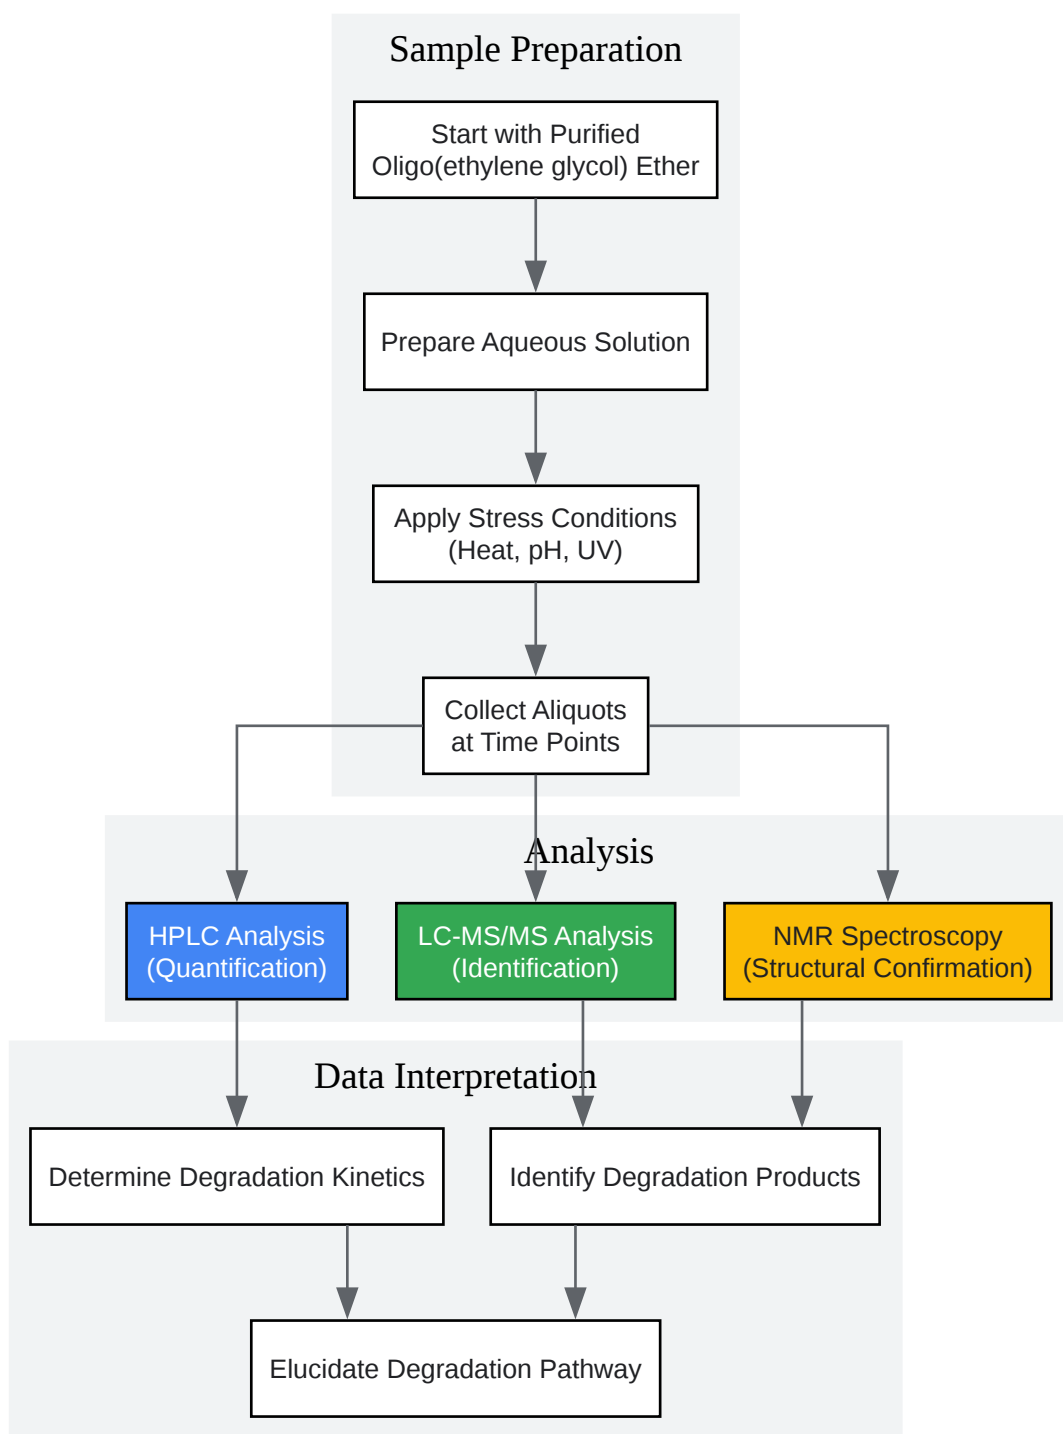 Sample Preparation
Start with Purified
Oligo(ethylene glycol) Ether
Prepare Aqueous Solution
Apply Stress Conditions
(Heat, pH, UV)
Collect Aliquots
at Time Points
Analysis
HPLC Analysis
(Quantification)
LC-MS/MS Analysis
(Identification)
NMR Spectroscopy
(Structural Confirmation)
Data Interpretation
Determine Degradation Kinetics
Identify Degradation Products
Elucidate Degradation Pathway